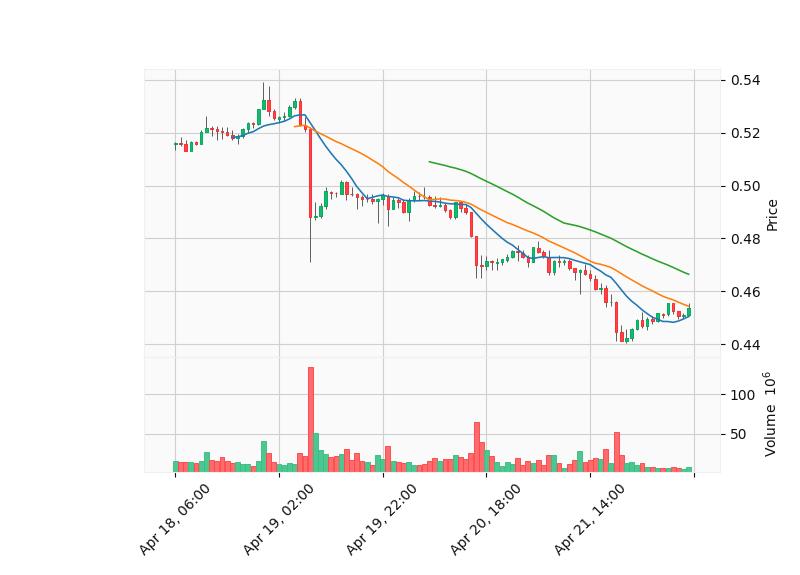 0.54
0.52
0.50
0.48
0.46
0.44
Price
100
50
Volume 10^6
Apr 18, 06:00
Apr 19, 02:00
Apr 19, 22:00
Apr 20, 18:00
Apr 21, 14:00